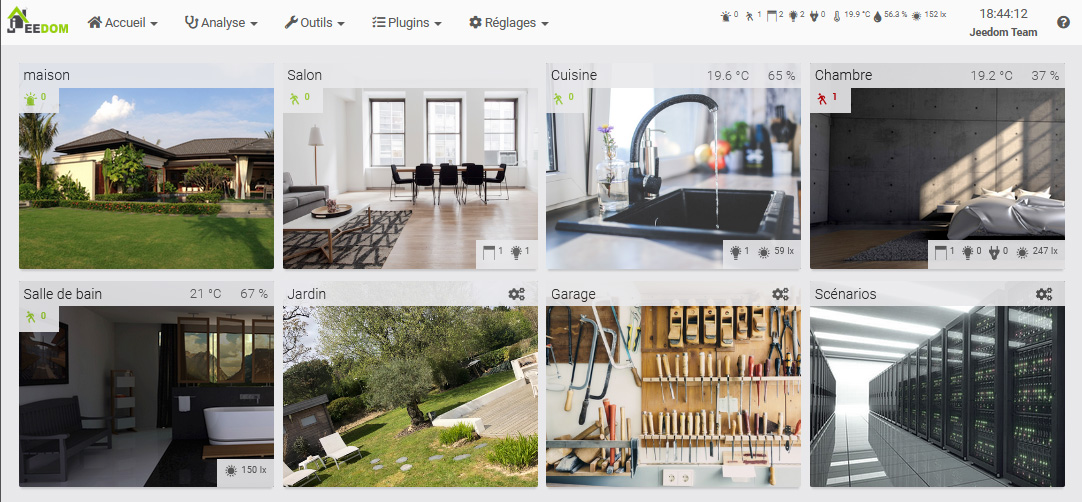 JEEDOM
Accueil
Analyse
Outils
Plugins
Réglages
0 1 2 2 0 19.9 °C 56.3 % 152 lx
18:44:12
Jeedom Team
maison
0
Salon
0
1 1
Cuisine 19.6 °C 65 %
0
1 59 lx
Chambre 19.2 °C 37 %
1
1 0 0 247 lx
Salle de bain 21 °C 67 %
0
150 lx
Jardin
Garage
Scénarios